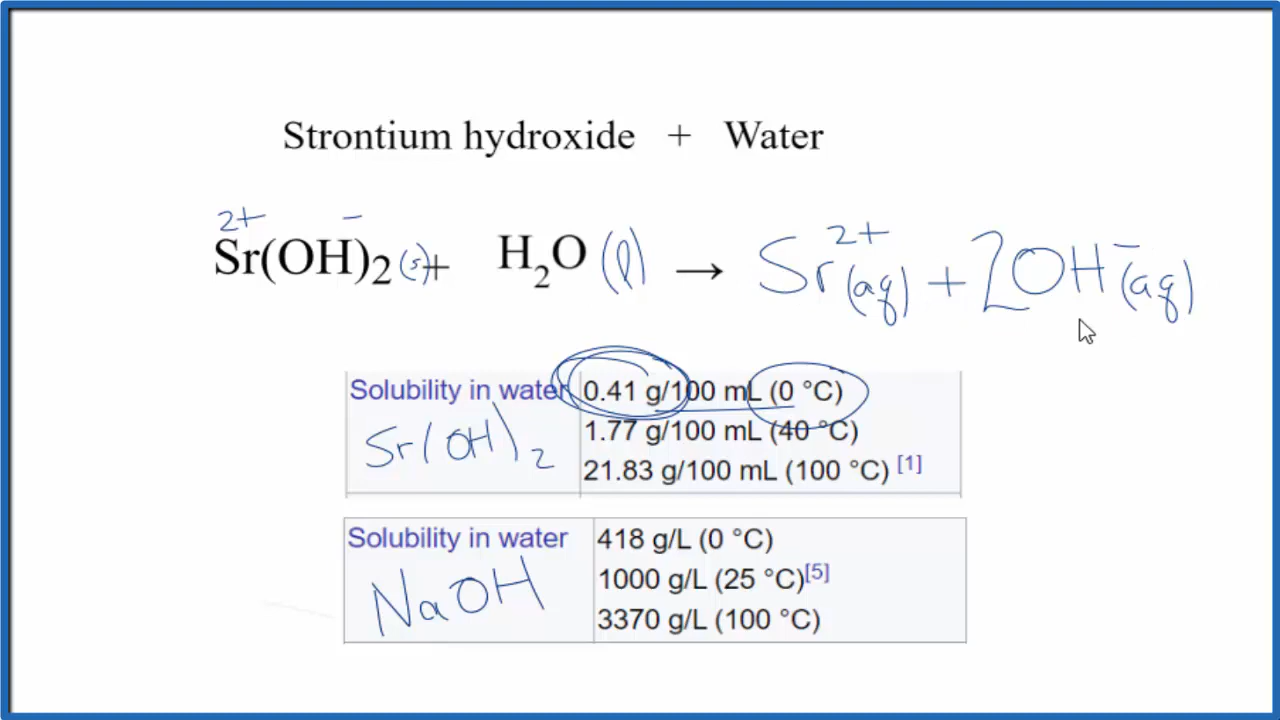 Strontium hydroxide + Water
2+ −
Sr(OH)₂(s) + H₂O (l) → Sr²⁺(aq) + 2OH⁻(aq)
Solubility in water 0.41 g/100 mL (0 °C)
Sr(OH)₂ 1.77 g/100 mL (40 °C)
21.83 g/100 mL (100 °C) [1]
Solubility in water 418 g/L (0 °C)
NaOH 1000 g/L (25 °C)[5]
3370 g/L (100 °C)